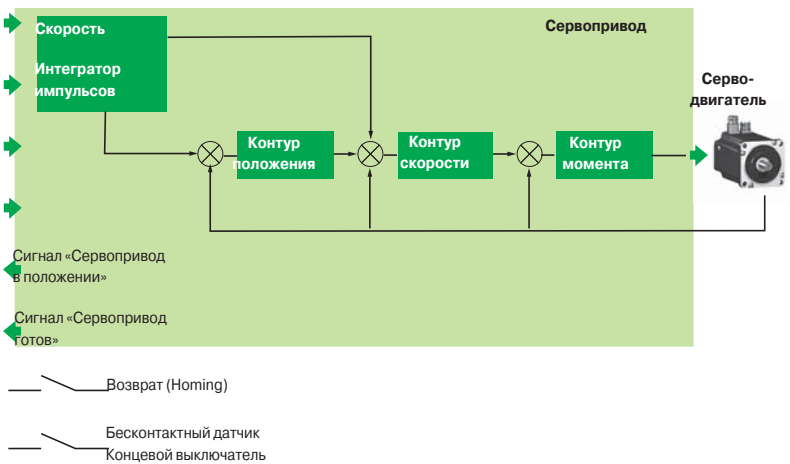 Скорость
Интегратор
импульсов
Сервопривод
Серво-
двигатель
Контур
положения
Контур
скорости
Контур
момента
Сигнал «Сервопривод
в положении»
Сигнал «Сервопривод
готов»
Возврат (Homing)
Бесконтактный датчик
Концевой выключатель